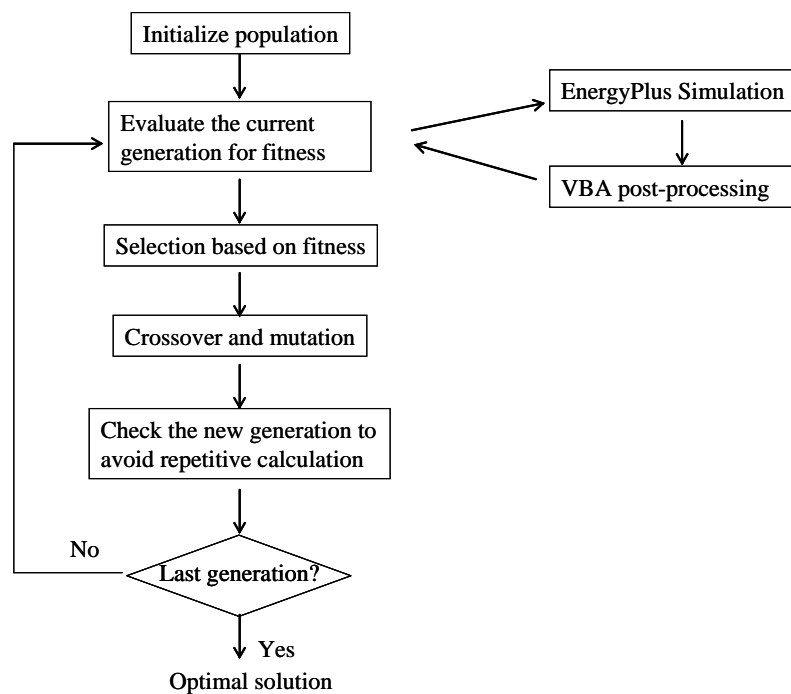 Initialize population
EnergyPlus Simulation
Evaluate the current
generation for fitness
VBA post-processing
Selection based on fitness
Crossover and mutation
Check the new generation to
avoid repetitive calculation
No
Last generation?
Yes
Optimal solution